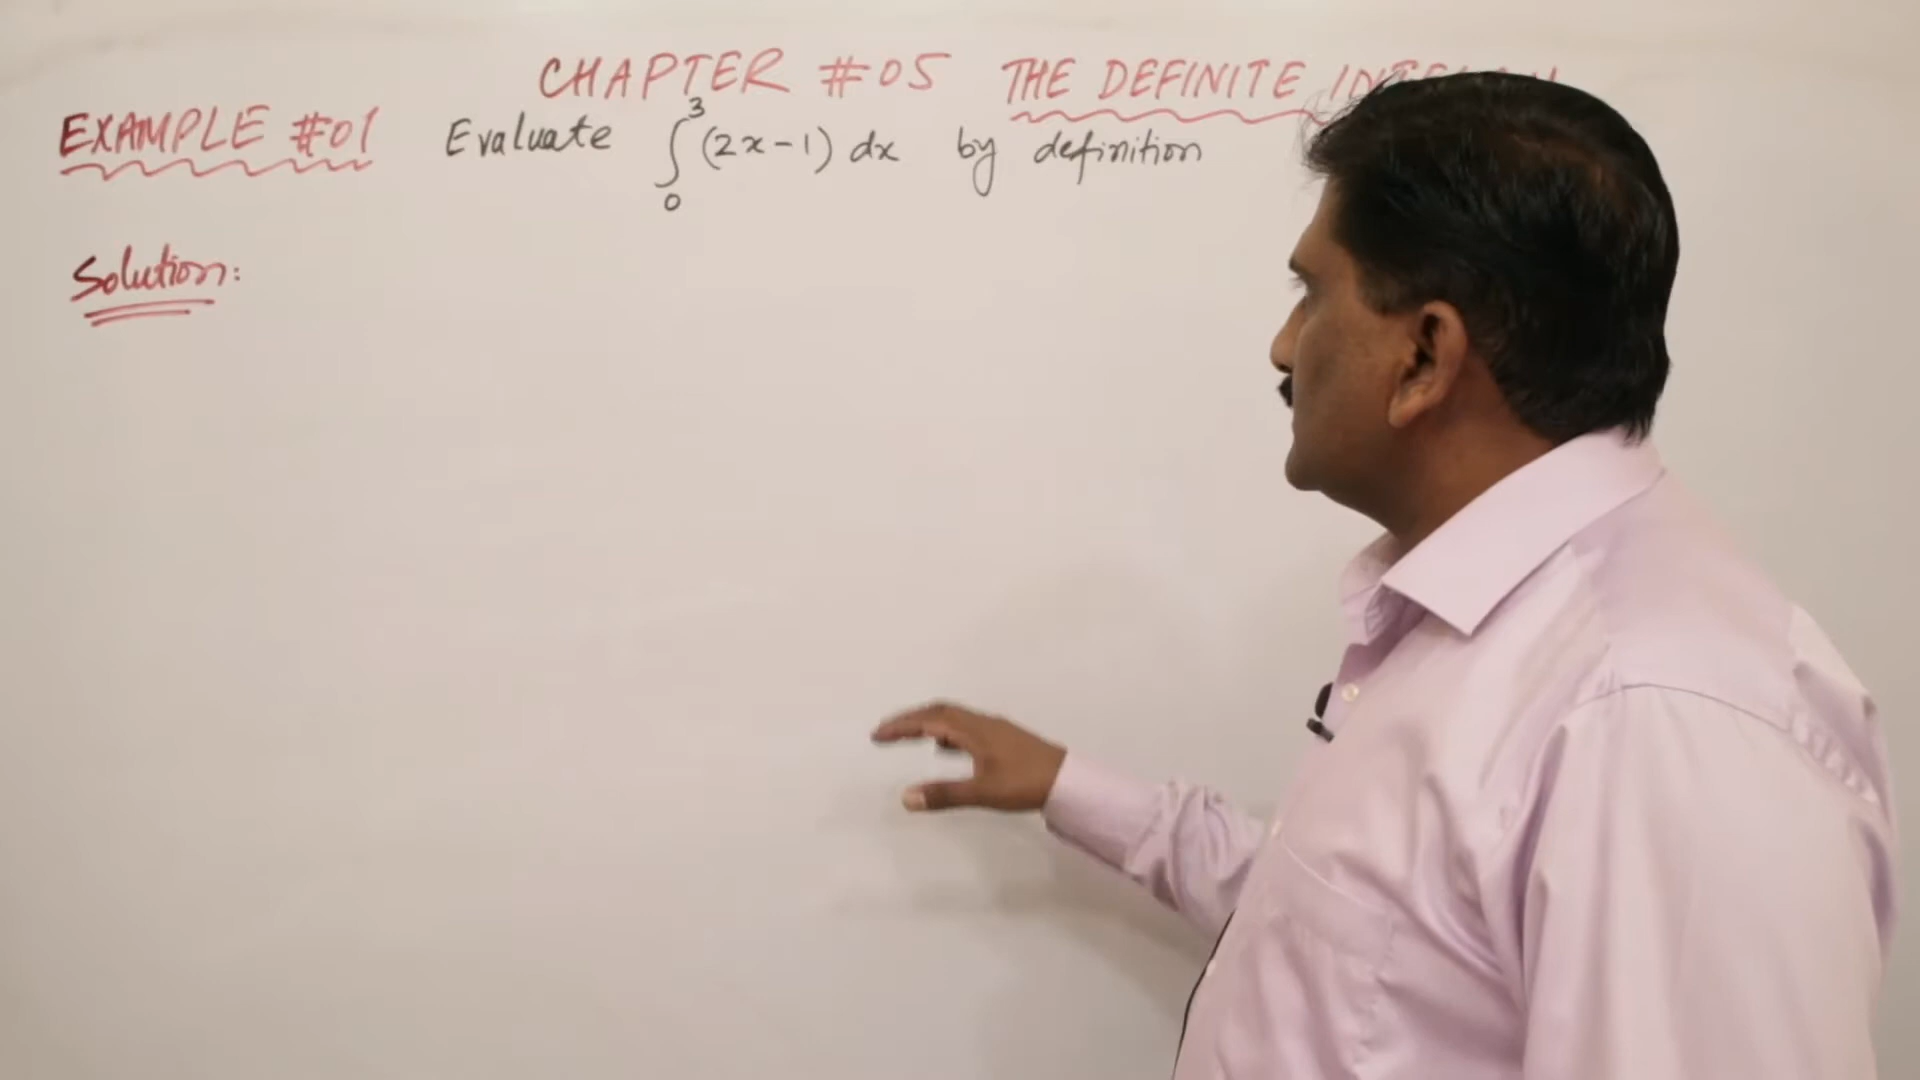 CHAPTER #05 THE DEFINITE
EXAMPLE #01 Evaluate ∫₀³ (2x-1) dx by definition
Solution: